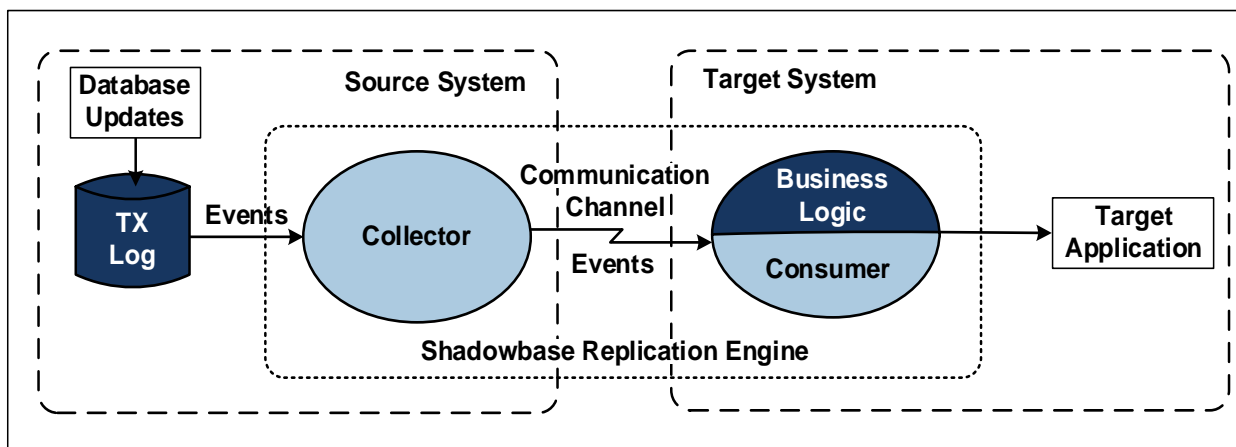 Database
Updates
Source System
Target System
TX
Log
Events
Collector
Communication
Channel
Events
Business
Logic
Consumer
Target
Application
Shadowbase Replication Engine